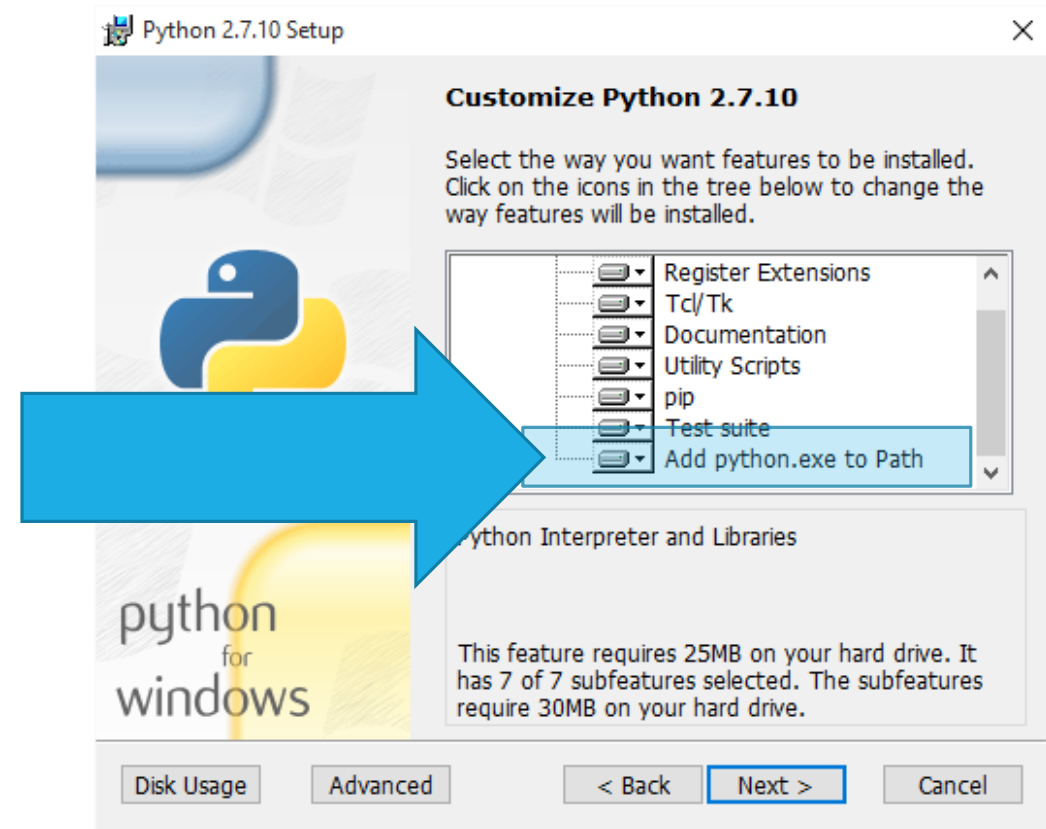 Python 2.7.10 Setup
Customize Python 2.7.10
Select the way you want features to be installed.
Click on the icons in the tree below to change the
way features will be installed.
Register Extensions
Tcl/Tk
Documentation
Utility Scripts
pip
Test suite
Add python.exe to Path
Python Interpreter and Libraries
This feature requires 25MB on your hard drive. It
has 7 of 7 subfeatures selected. The subfeatures
require 30MB on your hard drive.
python
for
windows
Disk Usage
Advanced
< Back
Next >
Cancel